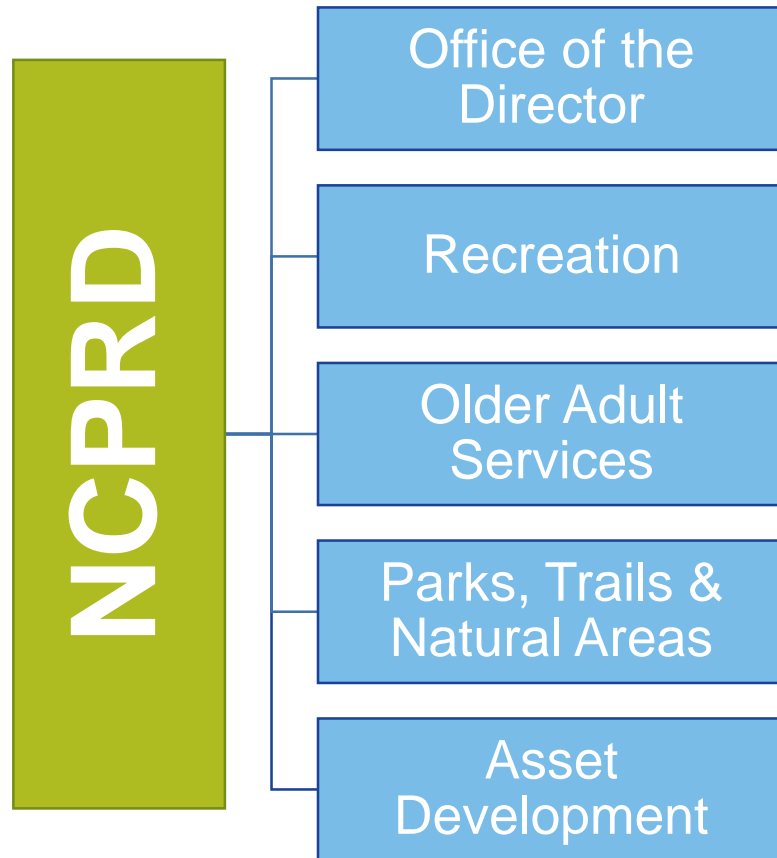 NCPRD
Office of the
Director
Recreation
Older Adult
Services
Parks, Trails &
Natural Areas
Asset
Development